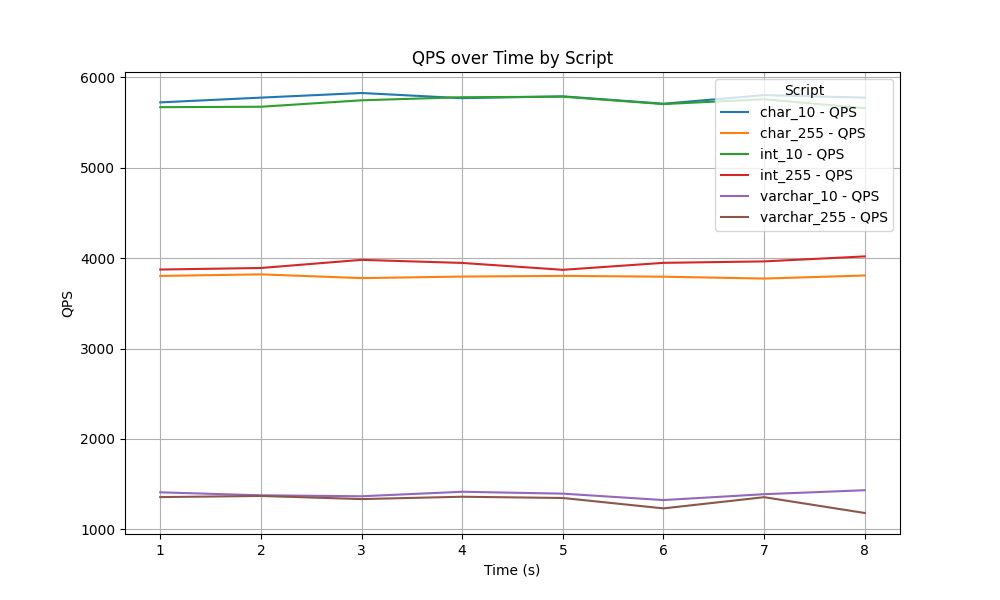 QPS over Time by Script
6000
5000
4000
3000
2000
1000
QPS
Script
char_10 - QPS
char_255 - QPS
int_10 - QPS
int_255 - QPS
varchar_10 - QPS
varchar_255 - QPS
1 2 3 4 5 6 7 8
Time (s)